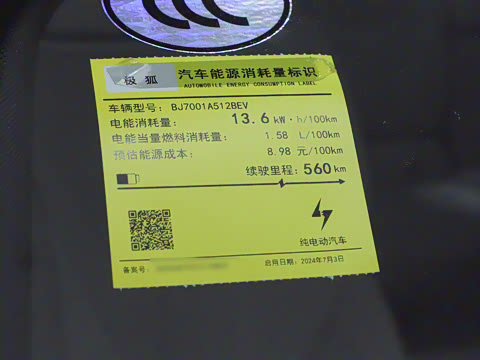 极狐 汽车能源消耗量标识
AUTOMOBILE ENERGY CONSUMPTION LABEL
车辆型号: BJ7001A512BEV
电能消耗量: 13.6 kW·h/100km
电能当量燃料消耗量: 1.58 L/100km
预估能源成本: 8.98 元/100km
续驶里程: 560 km
纯电动汽车
备案号:
启用日期: 2024年7月3日